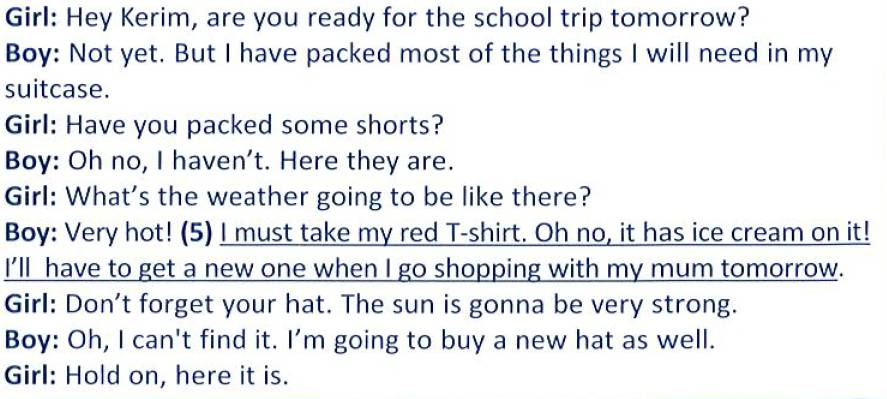 Girl: Hey Kerim, are you ready for the school trip tomorrow?
Boy: Not yet. But I have packed most of the things I will need in my
suitcase.
Girl: Have you packed some shorts?
Boy: Oh no, I haven’t. Here they are.
Girl: What’s the weather going to be like there?
Boy: Very hot! (5) I must take my red T-shirt. Oh no, it has ice cream on it!
I’ll  have to get a new one when I go shopping with my mum tomorrow.
Girl: Don’t forget your hat. The sun is gonna be very strong.
Boy: Oh, I can't find it. I’m going to buy a new hat as well.
Girl: Hold on, here it is.